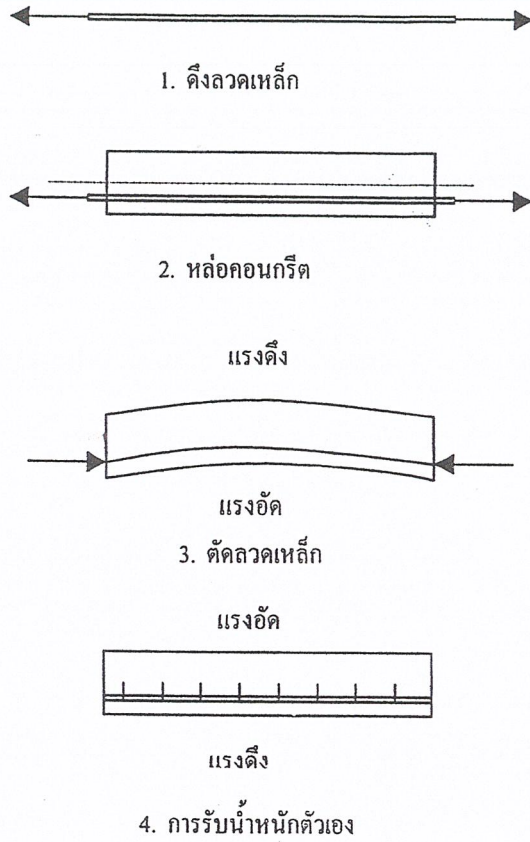 1. ดึงลวดเหล็ก
2. หล่อคอนกรีต
แรงดึง
แรงอัด
3. ตัดลวดเหล็ก
แรงอัด
แรงดึง
4. การรับน้ำหนักตัวเอง